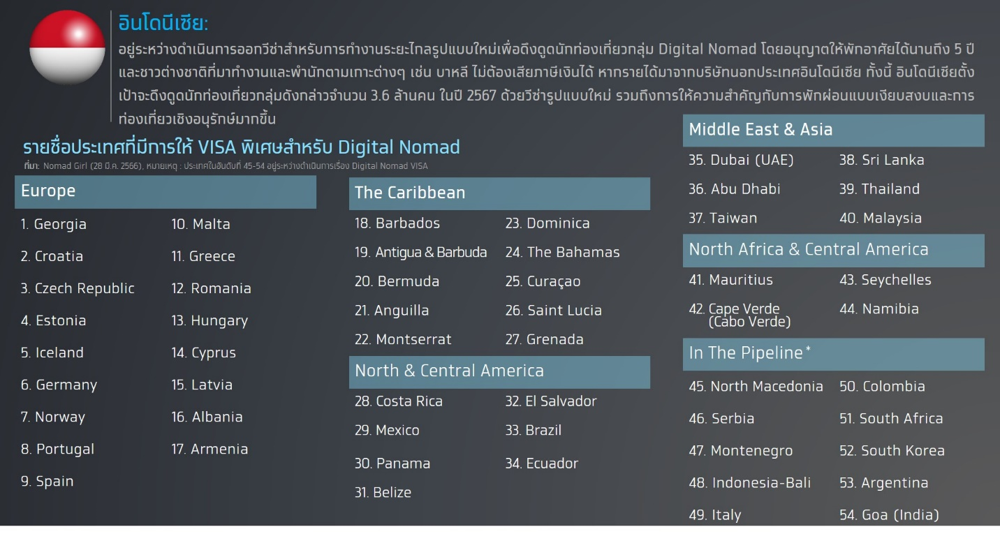 อินโดนีเซีย:
อยู่ระหว่างดำเนินการออกวีซ่าสำหรับการทำงานระยะไกลรูปแบบใหม่เพื่อดึงดูดนักท่องเที่ยวกลุ่ม Digital Nomad โดยอนุญาตให้พักอาศัยได้นานถึง 5 ปี
และชาวต่างชาติที่มาทำงานและพำนักตามเกาะต่างๆ เช่น บาหลี ไม่ต้องเสียภาษีเงินได้ หากรายได้มาจากบริษัทนอกประเทศอินโดนีเซีย ทั้งนี้ อินโดนีเซียตั้ง
เป้าจะดึงดูดนักท่องเที่ยวกลุ่มดังกล่าวจำนวน 3.6 ล้านคน ในปี 2567 ด้วยวีซ่ารูปแบบใหม่ รวมถึงการให้ความสำคัญกับการพักผ่อนแบบเงียบสงบและการ
ท่องเที่ยวเชิงอนุรักษ์มากขึ้น
รายชื่อประเทศที่มีการให้ VISA พิเศษสำหรับ Digital Nomad
ที่มา: Nomad Girl (28 มี.ค. 2566), หมายเหตุ : ประเทศในอันดับที่ 45-54 อยู่ระหว่างดำเนินการเรื่อง Digital Nomad VISA
Europe
1. Georgia
2. Croatia
3. Czech Republic
4. Estonia
5. Iceland
6. Germany
7. Norway
8. Portugal
9. Spain
10. Malta
11. Greece
12. Romania
13. Hungary
14. Cyprus
15. Latvia
16. Albania
17. Armenia
The Caribbean
18. Barbados
19. Antigua & Barbuda
20. Bermuda
21. Anguilla
22. Montserrat
23. Dominica
24. The Bahamas
25. Curaçao
26. Saint Lucia
27. Grenada
North & Central America
28. Costa Rica
29. Mexico
30. Panama
31. Belize
32. El Salvador
33. Brazil
34. Ecuador
Middle East & Asia
35. Dubai (UAE)
36. Abu Dhabi
37. Taiwan
38. Sri Lanka
39. Thailand
40. Malaysia
North Africa & Central America
41. Mauritius
42. Cape Verde
(Cabo Verde)
43. Seychelles
44. Namibia
In The Pipeline*
45. North Macedonia
46. Serbia
47. Montenegro
48. Indonesia-Bali
49. Italy
50. Colombia
51. South Africa
52. South Korea
53. Argentina
54. Goa (India)